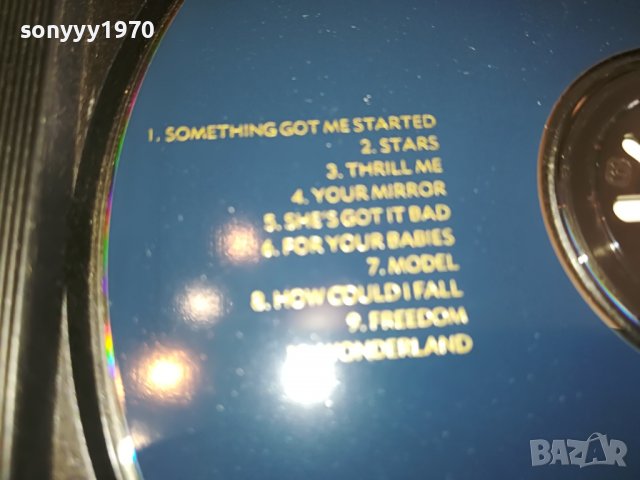 sonyyy1970
1. SOMETHING GOT ME STARTED
2. STARS
3. THRILL ME
4. YOUR MIRROR
5. SHE'S GOT IT BAD
6. FOR YOUR BABIES
7. MODEL
8. HOW COULD I FALL
9. FREEDOM
WONDERLAND
BAZAR.bg